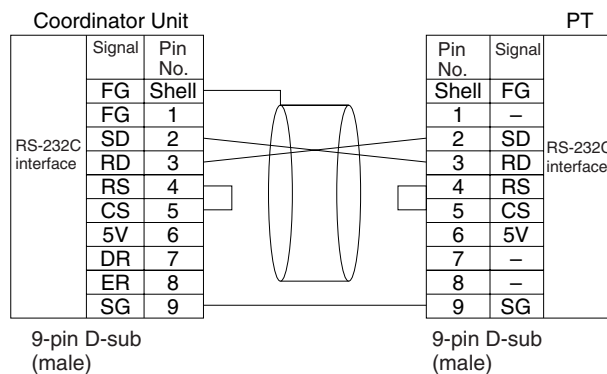 Coordinator Unit
RS-232C
interface
Signal Pin
No.
FG Shell
FG 1
SD 2
RD 3
RS 4
CS 5
5V 6
DR 7
ER 8
SG 9
9-pin D-sub
(male)
PT
Pin Signal
No.
Shell FG
1 –
2 SD
3 RD
4 RS
5 CS
6 5V
7 –
8 –
9 SG
RS-232C
interface
9-pin D-sub
(male)